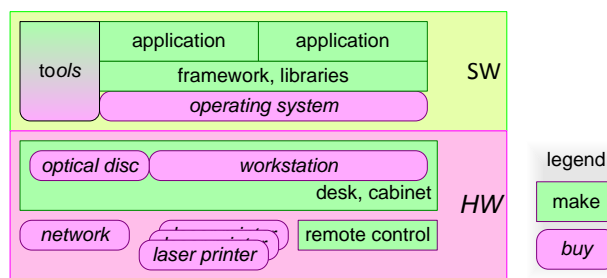 application application
tools
SW
framework, libraries
operating system
optical disc workstation
desk, cabinet
HW
network
laser printer
remote control
legend
make
buy